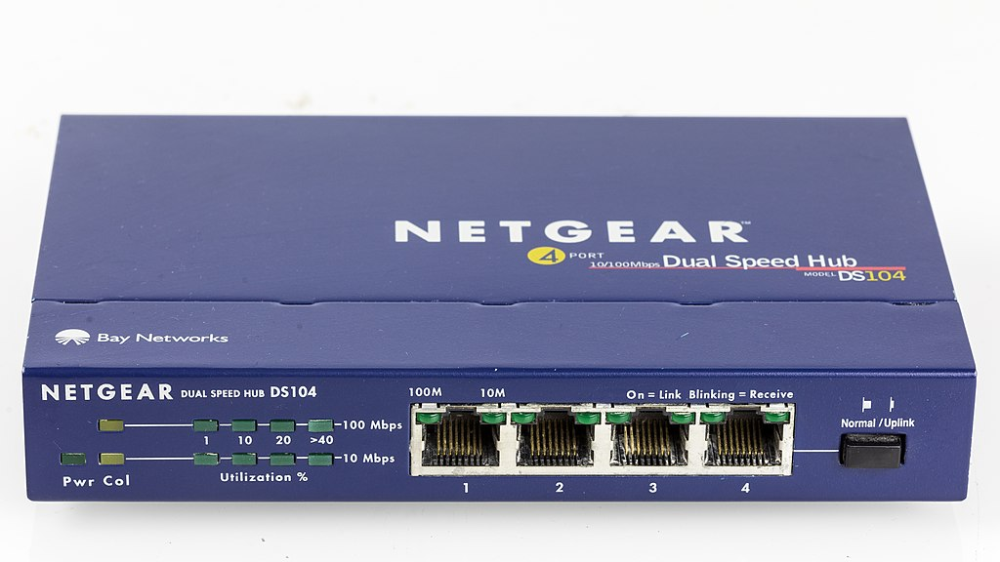 NETGEAR™
4 PORT
10/100Mbps Dual Speed Hub
MODEL DS104
Bay Networks
NETGEAR DUAL SPEED HUB DS104
100M 10M On = Link Blinking = Receive
Normal / Uplink
100 Mbps
1 10 20 >40
10 Mbps
Pwr Col
Utilization %
1 2 3 4